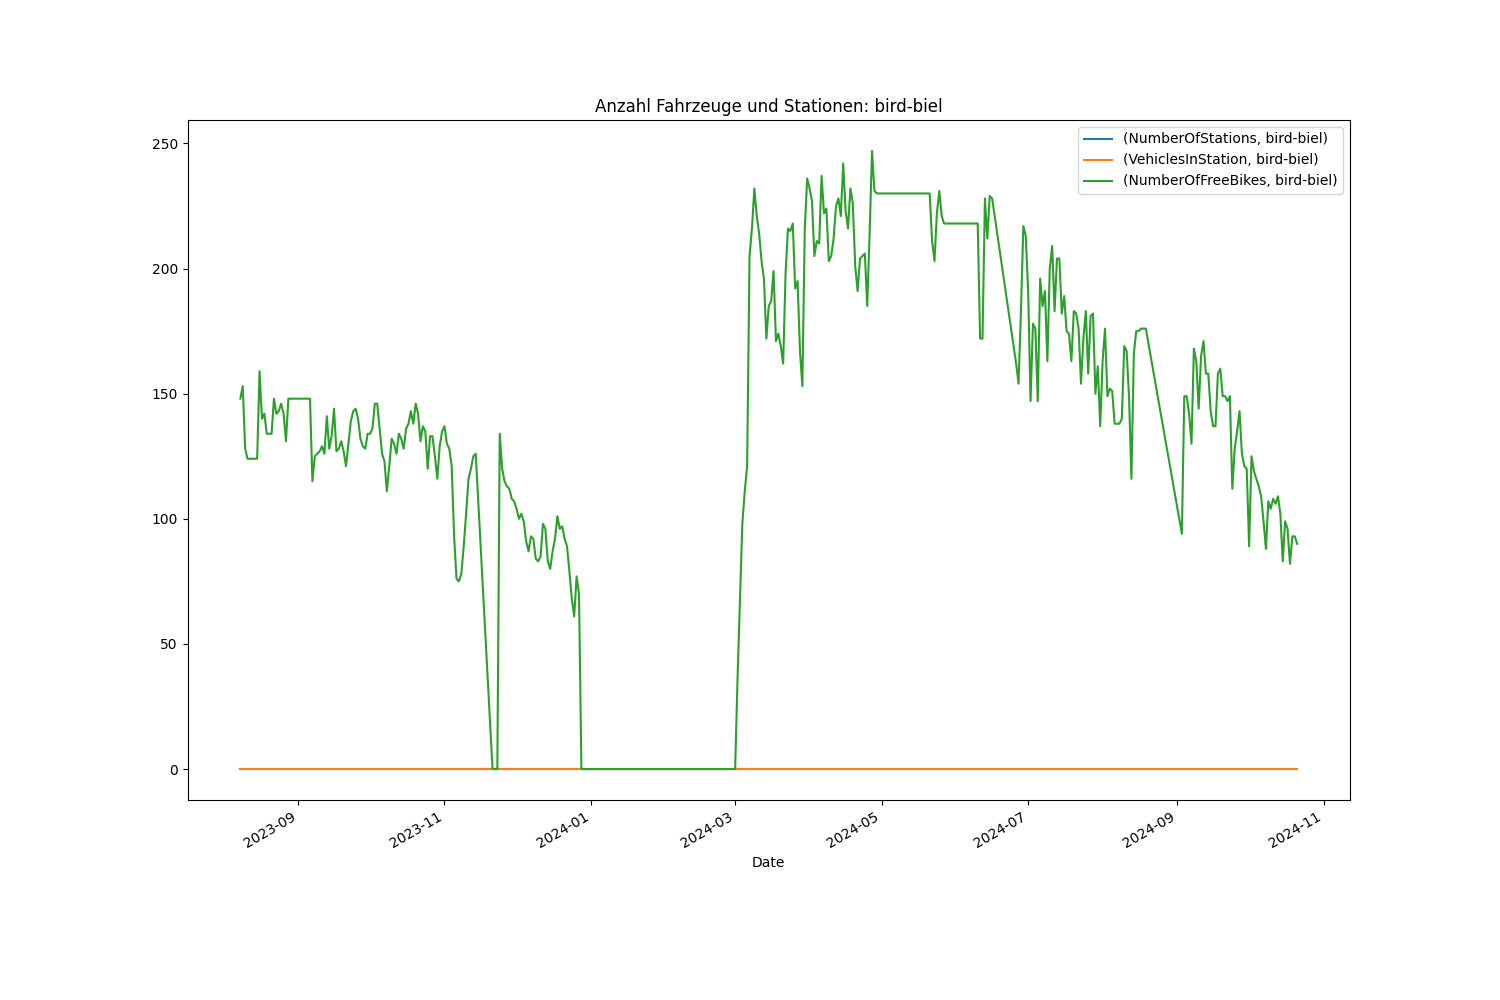 Anzahl Fahrzeuge und Stationen: bird-biel
(NumberOfStations, bird-biel)
(VehiclesInStation, bird-biel)
(NumberOfFreeBikes, bird-biel)
250
200
150
100
50
0
2023-09
2023-11
2024-01
2024-03
2024-05
2024-07
2024-09
2024-11
Date